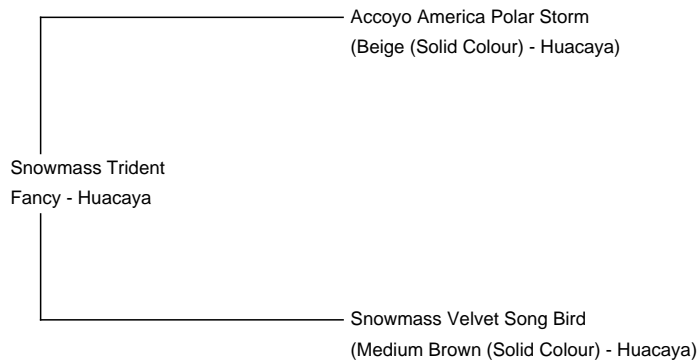 Accoyo America Polar Storm
(Beige (Solid Colour) - Huacaya)
Snowmass Trident
Fancy - Huacaya
Snowmass Velvet Song Bird
(Medium Brown (Solid Colour) - Huacaya)